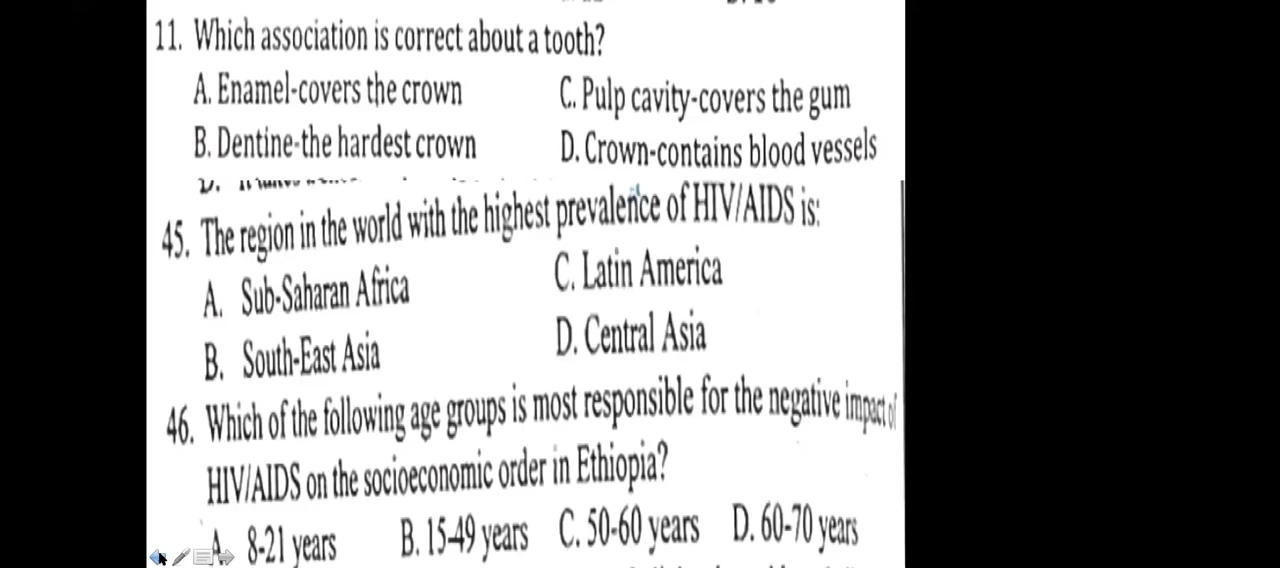 11. Which association is correct about a tooth?
A. Enamel-covers the crown C. Pulp cavity-covers the gum
B. Dentine-the hardest crown D. Crown-contains blood vessels
45. The region in the world with the highest prevalence of HIV/AIDS is:
A. Sub-Saharan Africa C. Latin America
B. South-East Asia D. Central Asia
46. Which of the following age groups is most responsible for the negative impact of
HIV/AIDS on the socioeconomic order in Ethiopia?
A. 8-21 years B. 15-49 years C. 50-60 years D. 60-70 years